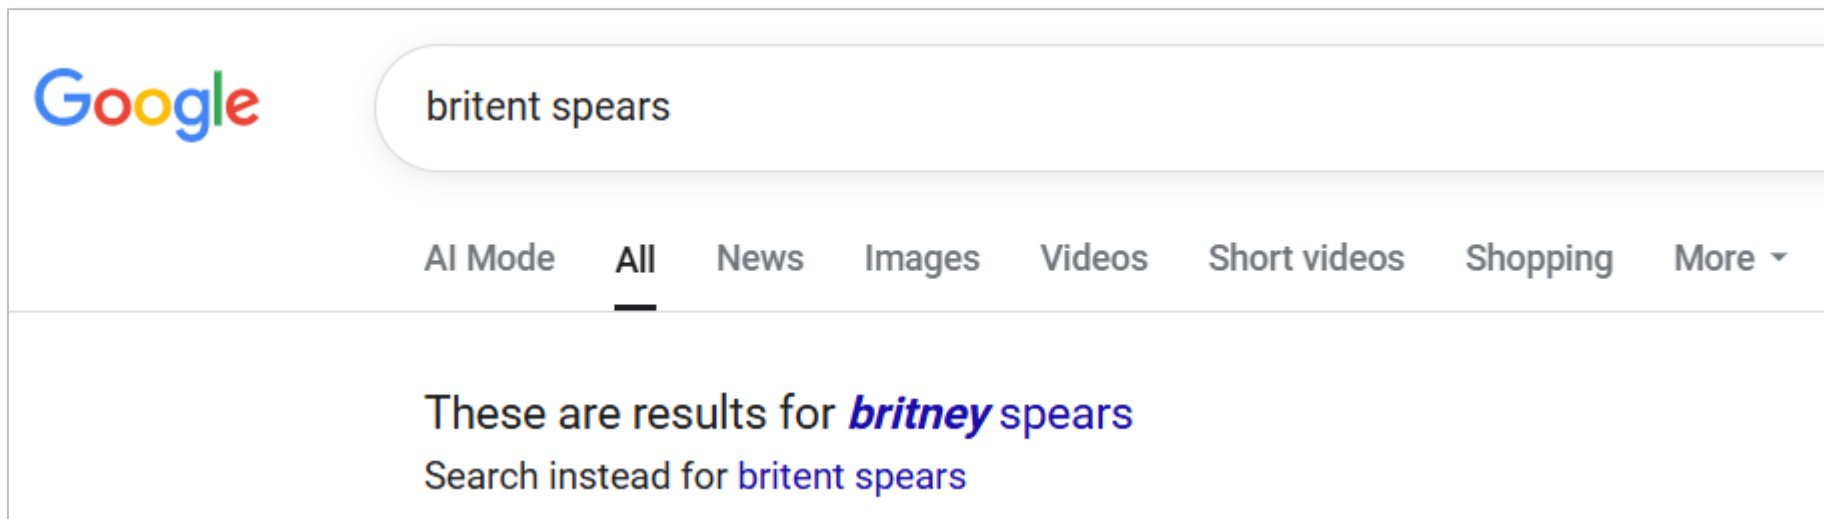 Google
britent spears
AI Mode All News Images Videos Short videos Shopping More
These are results for britney spears
Search instead for britent spears